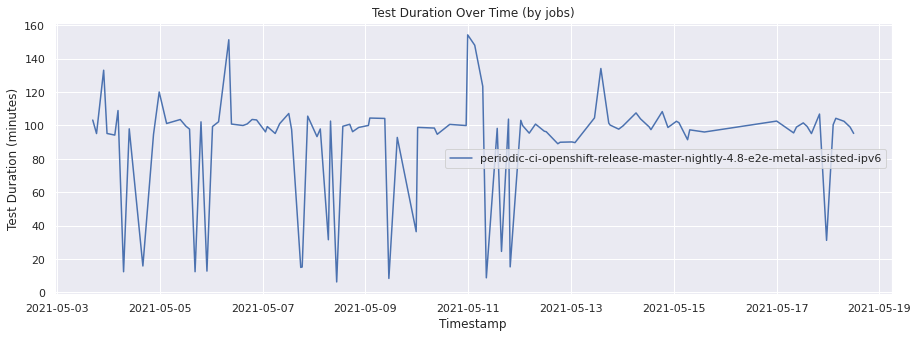 Test Duration Over Time (by jobs)
160
140
120
100
80
60
40
20
0
Test Duration (minutes)
periodic-ci-openshift-release-master-nightly-4.8-e2e-metal-assisted-ipv6
2021-05-03 2021-05-05 2021-05-07 2021-05-09 2021-05-11 2021-05-13 2021-05-15 2021-05-17 2021-05-19
Timestamp